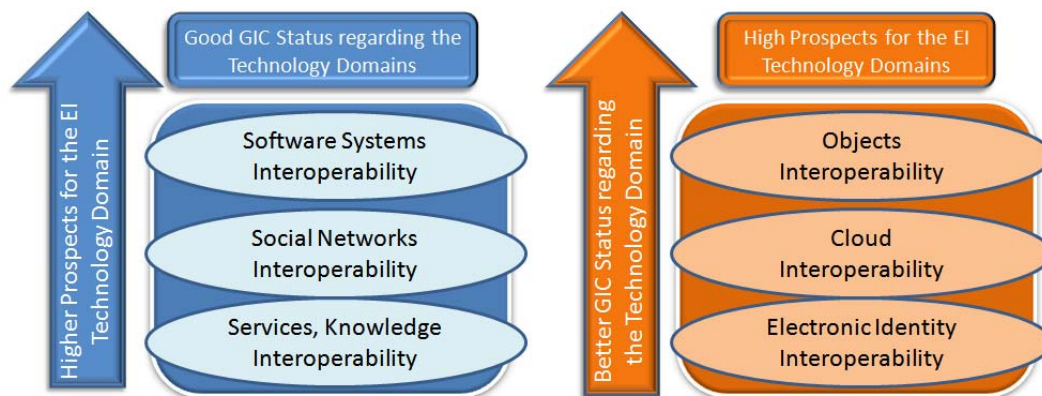 Higher Prospects for the EI
Technology Domain
Good GIC Status regarding the
Technology Domains
Software Systems
Interoperability
Social Networks
Interoperability
Services, Knowledge
Interoperability
Better GIC Status regarding
the Technology Domain
High Prospects for the EI
Technology Domains
Objects
Interoperability
Cloud
Interoperability
Electronic Identity
Interoperability